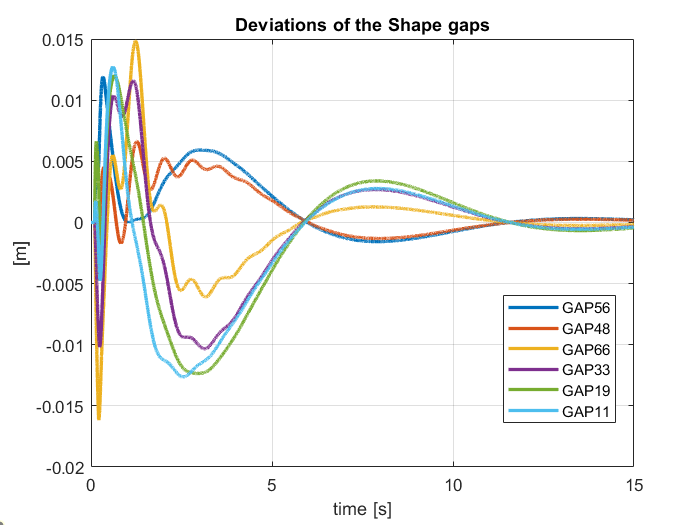 Deviations of the Shape gaps
0.015
0.01
0.005
0
-0.005
-0.01
-0.015
-0.02
[m]
0
5
10
15
time [s]
GAP56
GAP48
GAP66
GAP33
GAP19
GAP11